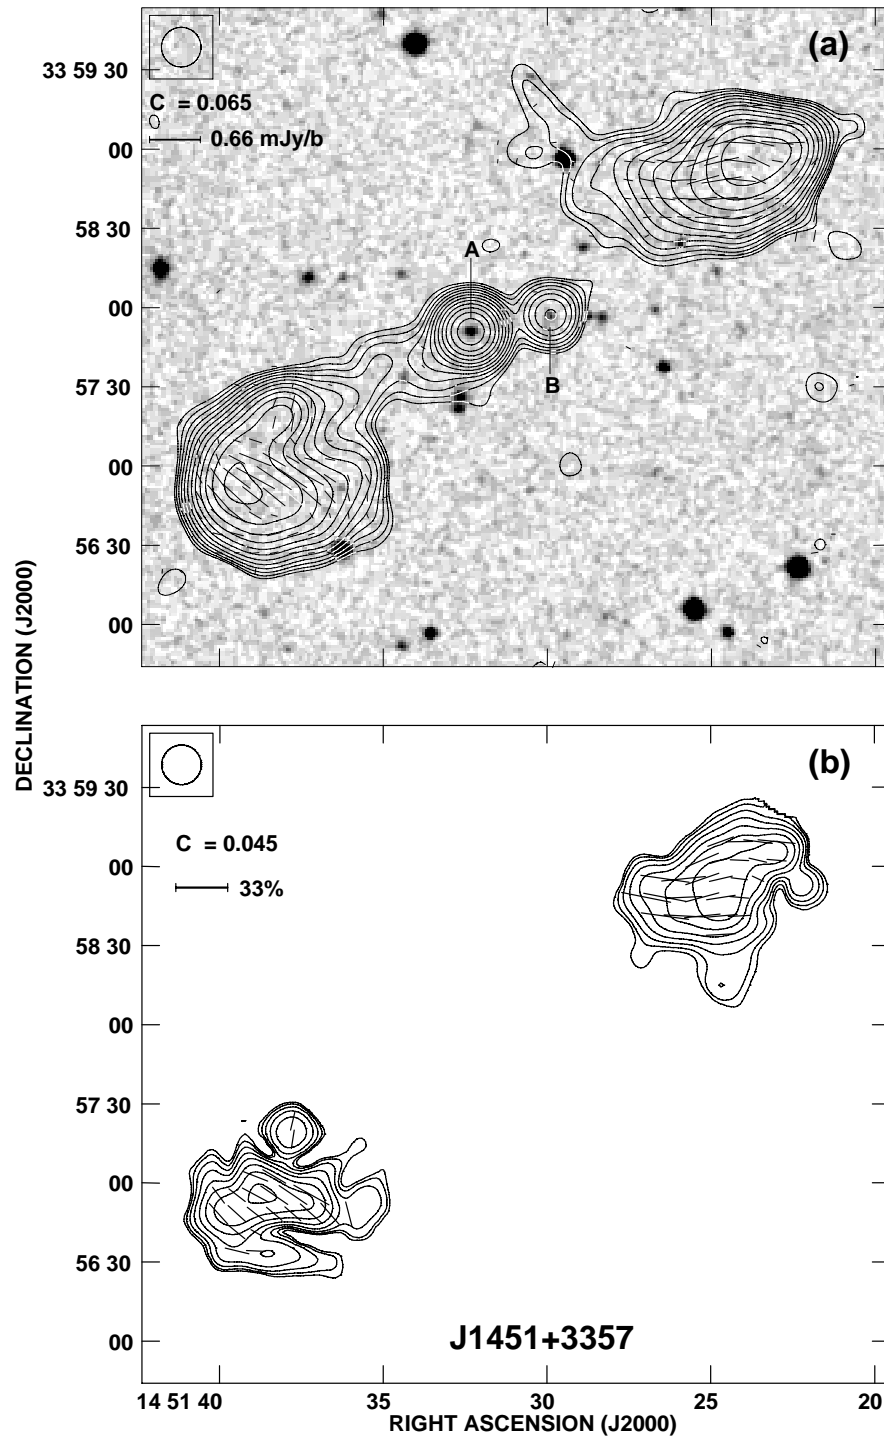 (a)
33 59 30
C = 0.065
0.66 mJy/b
00
58 30
A
00
B
57 30
00
56 30
00
DECLINATION (J2000)
(b)
33 59 30
C = 0.045
00
33%
58 30
00
57 30
00
56 30
00
J1451+3357
14 51 40
35
30
25
20
RIGHT ASCENSION (J2000)